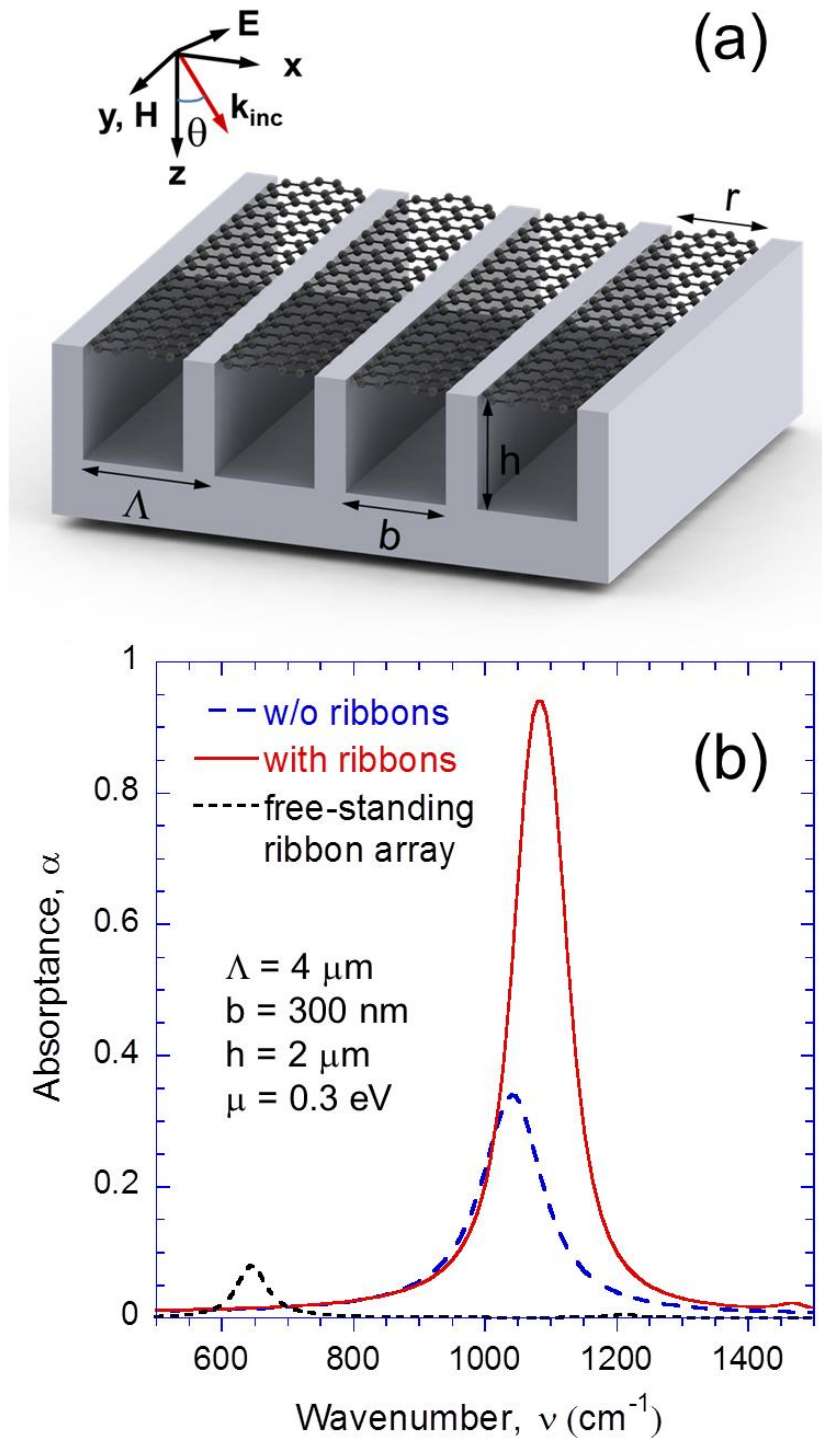 (a)
E
x
y, H
θ
k_inc
z
r
h
Λ
b
(b)
1
0.8
0.6
0.4
0.2
0
Absorptance, α
w/o ribbons
with ribbons
free-standing
ribbon array
Λ = 4 μm
b = 300 nm
h = 2 μm
μ = 0.3 eV
600 800 1000 1200 1400
Wavenumber, ν (cm⁻¹)